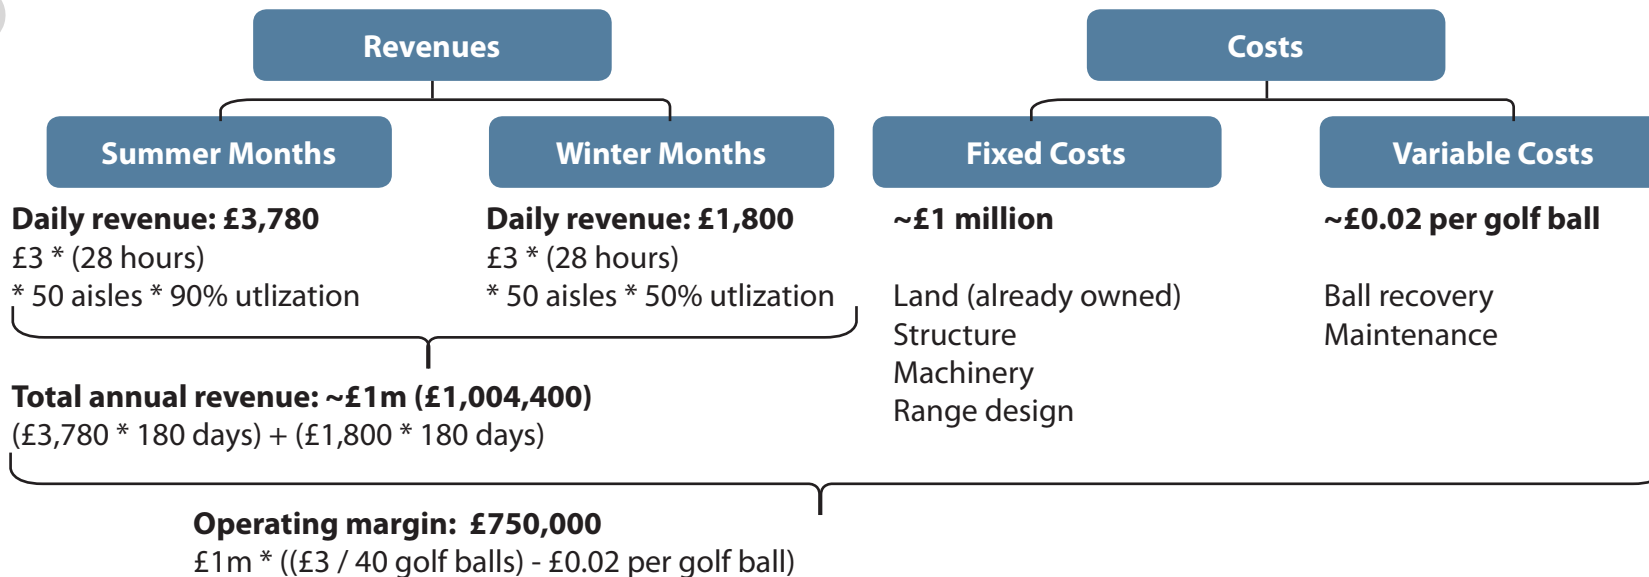 Revenues
Costs
Summer Months
Winter Months
Fixed Costs
Variable Costs
Daily revenue: £3,780
£3 * (28 hours)
* 50 aisles * 90% utlization
Daily revenue: £1,800
£3 * (28 hours)
* 50 aisles * 50% utlization
~£1 million
Land (already owned)
Structure
Machinery
Range design
~£0.02 per golf ball
Ball recovery
Maintenance
Total annual revenue: ~£1m (£1,004,400)
(£3,780 * 180 days) + (£1,800 * 180 days)
Operating margin: £750,000
£1m * ((£3 / 40 golf balls) - £0.02 per golf ball)